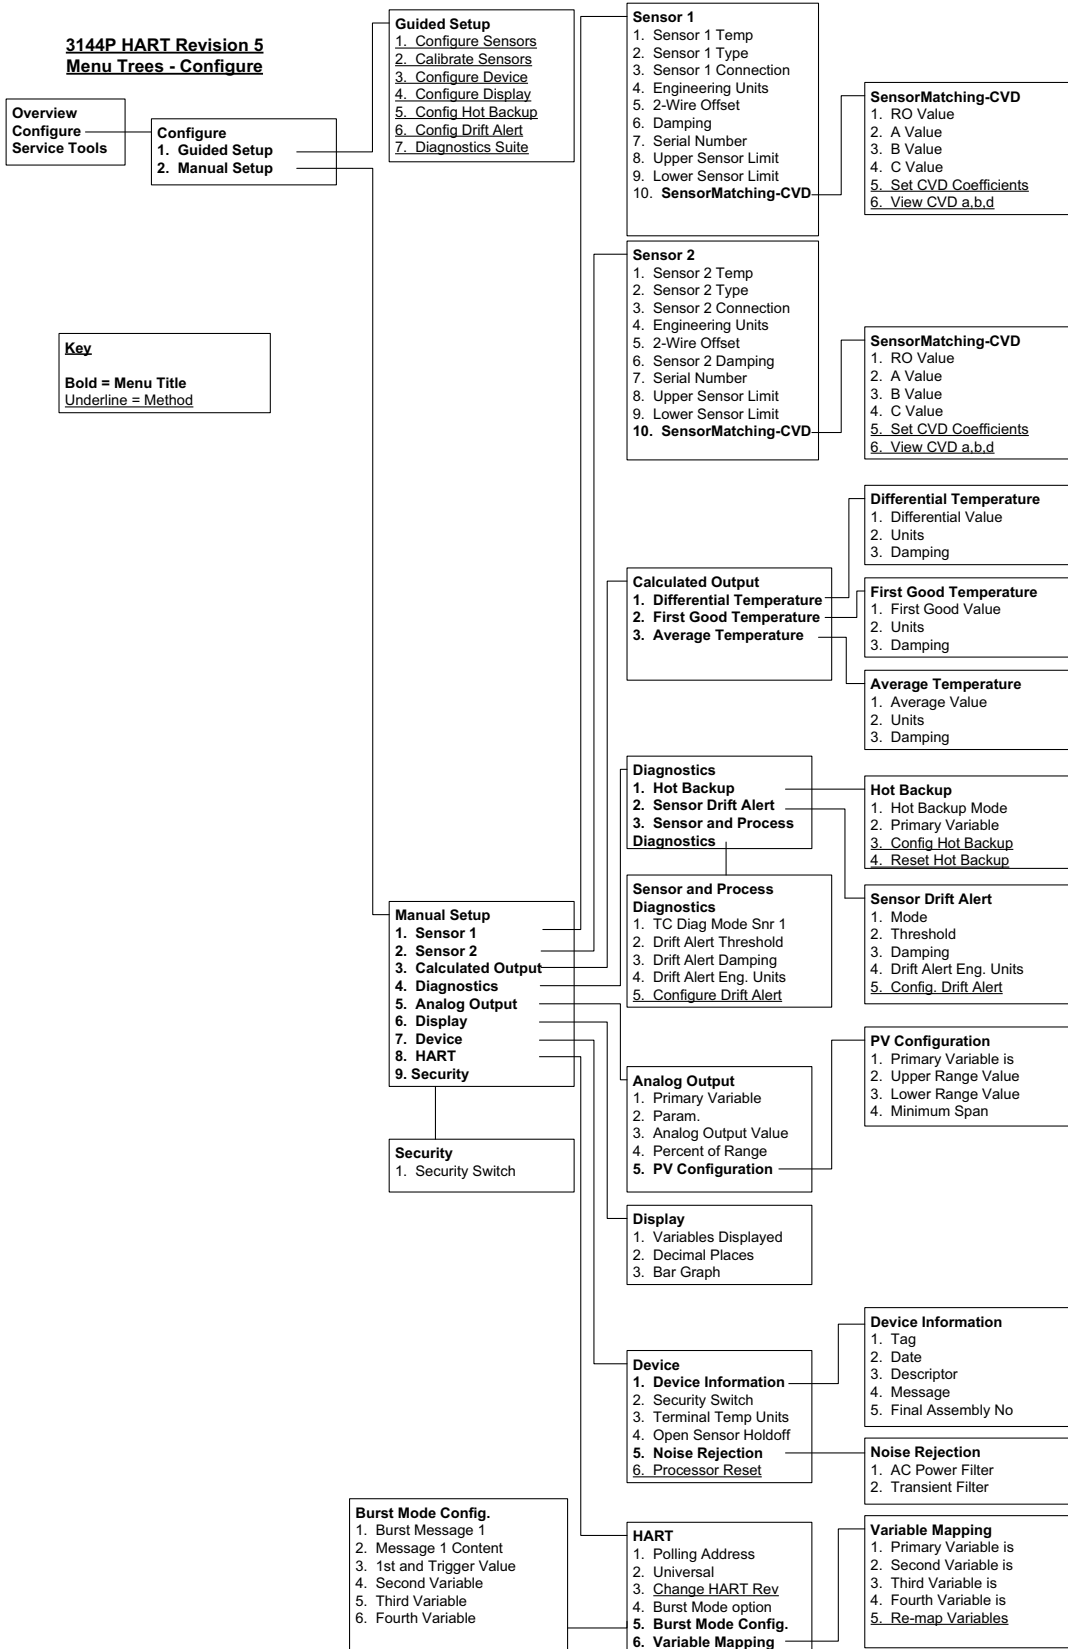 3144P HART Revision 5
Menu Trees - Configure
Overview
Configure
Service Tools
Configure
1. Guided Setup
2. Manual Setup
Guided Setup
1. Configure Sensors
2. Calibrate Sensors
3. Configure Device
4. Configure Display
5. Config Hot Backup
6. Config Drift Alert
7. Diagnostics Suite
Key
Bold = Menu Title
Underline = Method
Sensor 1
1. Sensor 1 Temp
2. Sensor 1 Type
3. Sensor 1 Connection
4. Engineering Units
5. 2-Wire Offset
6. Damping
7. Serial Number
8. Upper Sensor Limit
9. Lower Sensor Limit
10. SensorMatching-CVD
SensorMatching-CVD
1. RO Value
2. A Value
3. B Value
4. C Value
5. Set CVD Coefficients
6. View CVD a,b,d
Sensor 2
1. Sensor 2 Temp
2. Sensor 2 Type
3. Sensor 2 Connection
4. Engineering Units
5. 2-Wire Offset
6. Sensor 2 Damping
7. Serial Number
8. Upper Sensor Limit
9. Lower Sensor Limit
10. SensorMatching-CVD
SensorMatching-CVD
1. RO Value
2. A Value
3. B Value
4. C Value
5. Set CVD Coefficients
6. View CVD a,b,d
Calculated Output
1. Differential Temperature
2. First Good Temperature
3. Average Temperature
Differential Temperature
1. Differential Value
2. Units
3. Damping
First Good Temperature
1. First Good Value
2. Units
3. Damping
Average Temperature
1. Average Value
2. Units
3. Damping
Diagnostics
1. Hot Backup
2. Sensor Drift Alert
3. Sensor and Process
Diagnostics
Hot Backup
1. Hot Backup Mode
2. Primary Variable
3. Config Hot Backup
4. Reset Hot Backup
Sensor and Process
Diagnostics
1. TC Diag Mode Snr 1
2. Drift Alert Threshold
3. Drift Alert Damping
4. Drift Alert Eng. Units
5. Configure Drift Alert
Sensor Drift Alert
1. Mode
2. Threshold
3. Damping
4. Drift Alert Eng. Units
5. Config. Drift Alert
Manual Setup
1. Sensor 1
2. Sensor 2
3. Calculated Output
4. Diagnostics
5. Analog Output
6. Display
7. Device
8. HART
9. Security
Security
1. Security Switch
Analog Output
1. Primary Variable
2. Param.
3. Analog Output Value
4. Percent of Range
5. PV Configuration
PV Configuration
1. Primary Variable is
2. Upper Range Value
3. Lower Range Value
4. Minimum Span
Display
1. Variables Displayed
2. Decimal Places
3. Bar Graph
Device
1. Device Information
2. Security Switch
3. Terminal Temp Units
4. Open Sensor Holdoff
5. Noise Rejection
6. Processor Reset
Device Information
1. Tag
2. Date
3. Descriptor
4. Message
5. Final Assembly No
Noise Rejection
1. AC Power Filter
2. Transient Filter
Burst Mode Config.
1. Burst Message 1
2. Message 1 Content
3. 1st and Trigger Value
4. Second Variable
5. Third Variable
6. Fourth Variable
HART
1. Polling Address
2. Universal
3. Change HART Rev
4. Burst Mode option
5. Burst Mode Config.
6. Variable Mapping
Variable Mapping
1. Primary Variable is
2. Second Variable is
3. Third Variable is
4. Fourth Variable is
5. Re-map Variables